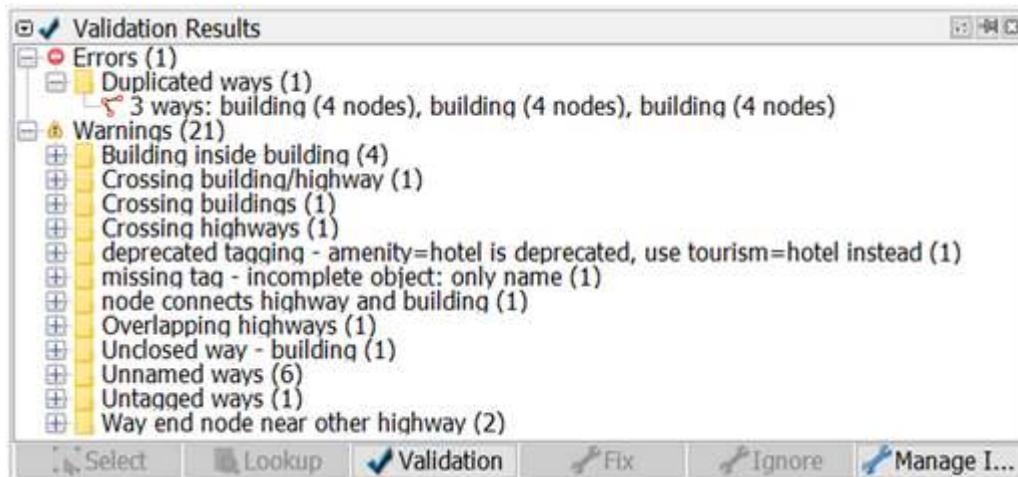 Validation Results
Errors (1)
Duplicated ways (1)
3 ways: building (4 nodes), building (4 nodes), building (4 nodes)
Warnings (21)
Building inside building (4)
Crossing building/highway (1)
Crossing buildings (1)
Crossing highways (1)
deprecated tagging - amenity=hotel is deprecated, use tourism=hotel instead (1)
missing tag - incomplete object: only name (1)
node connects highway and building (1)
Overlapping highways (1)
Unclosed way - building (1)
Unnamed ways (6)
Untagged ways (1)
Way end node near other highway (2)
Select Lookup Validation Fix Ignore Manage I...